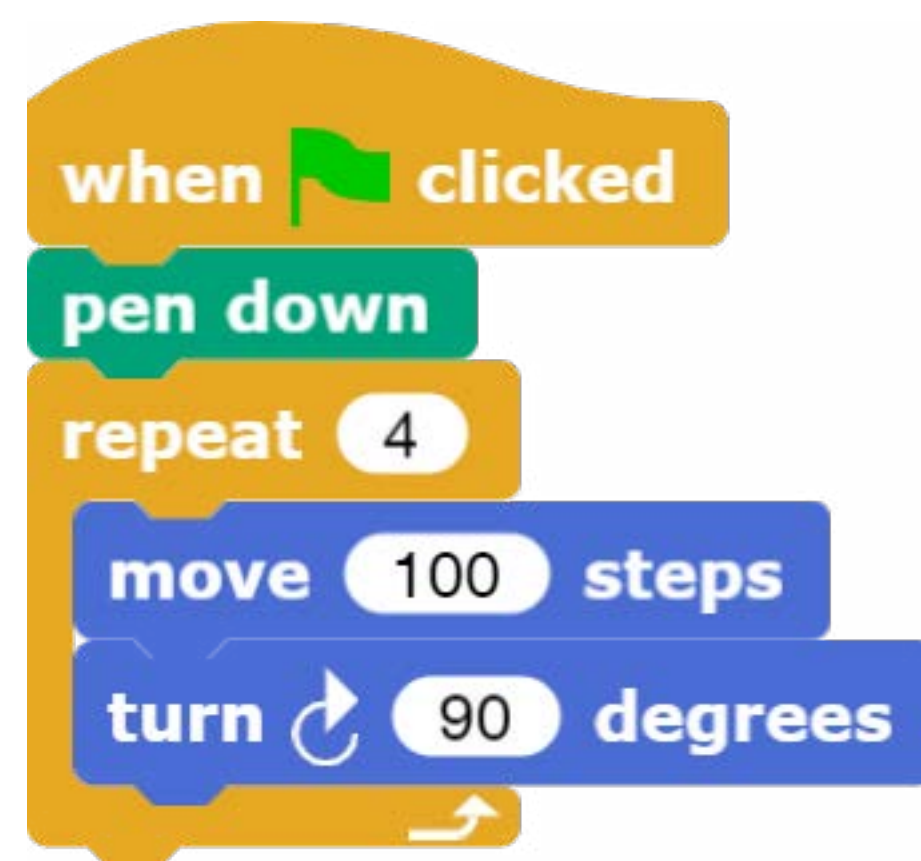 when clicked
pen down
repeat 4
move 100 steps
turn 90 degrees